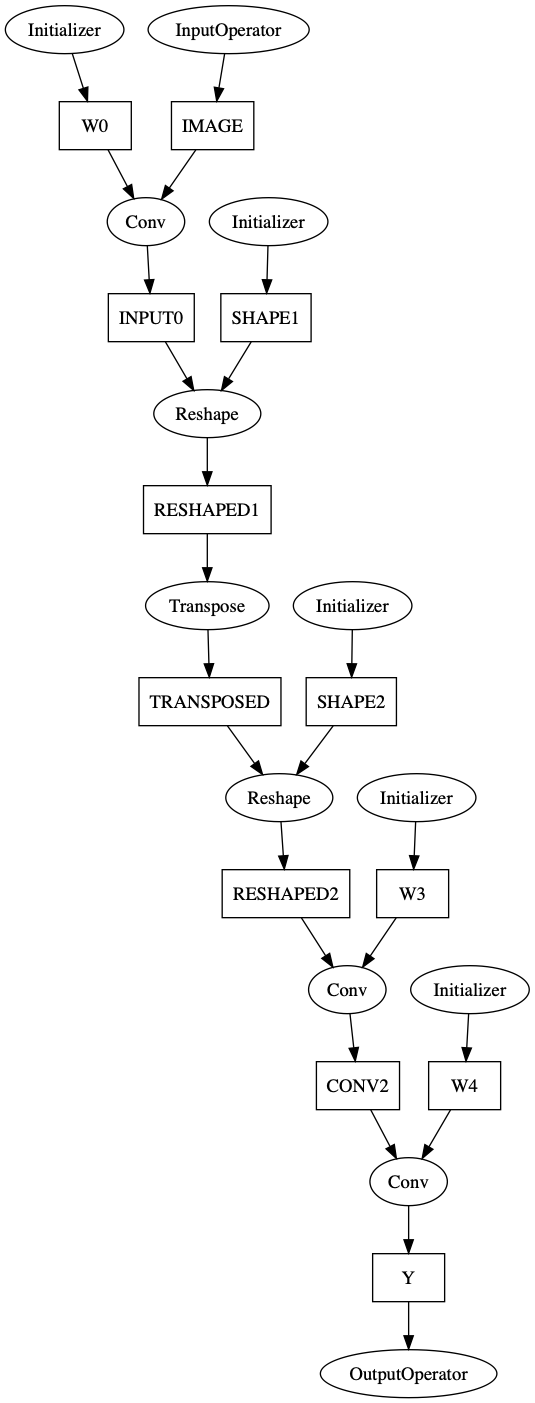 Initializer
InputOperator
W0
IMAGE
Conv
Initializer
INPUT0
SHAPE1
Reshape
RESHAPED1
Transpose
Initializer
TRANSPOSED
SHAPE2
Reshape
Initializer
RESHAPED2
W3
Conv
Initializer
CONV2
W4
Conv
Y
OutputOperator